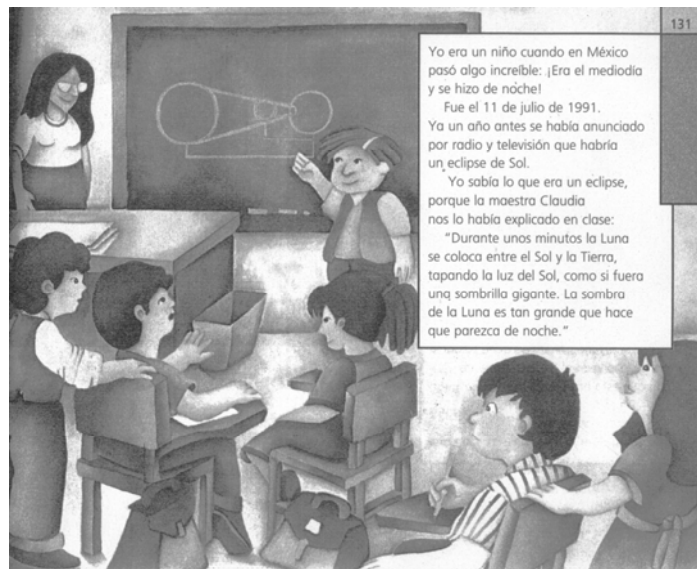 131
Yo era un niño cuando en México
pasó algo increíble: ¡Era el mediodía
y se hizo de noche!
Fue el 11 de julio de 1991.
Ya un año antes se había anunciado
por radio y televisión que habría
un eclipse de Sol.
Yo sabía lo que era un eclipse,
porque la maestra Claudia
nos lo había explicado en clase:
“Durante unos minutos la Luna
se coloca entre el Sol y la Tierra,
tapando la luz del Sol, como si fuera
una sombrilla gigante. La sombra
de la Luna es tan grande que hace
que parezca de noche.”